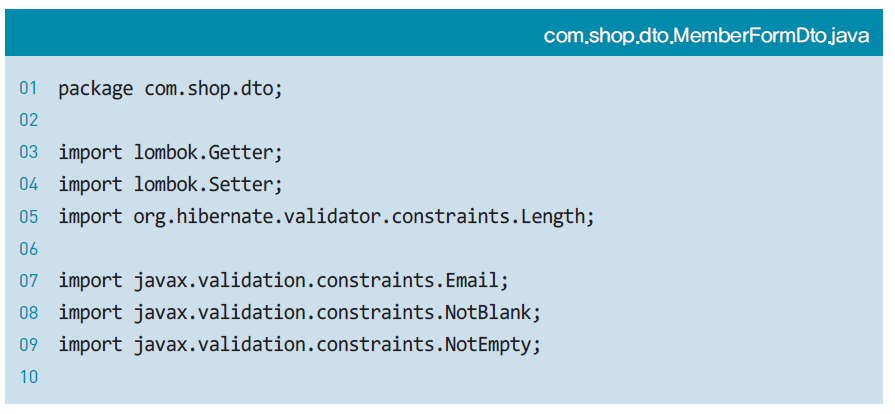 com.shop.dto.MemberFormDto.java
01 package com.shop.dto;
02
03 import lombok.Getter;
04 import lombok.Setter;
05 import org.hibernate.validator.constraints.Length;
06
07 import javax.validation.constraints.Email;
08 import javax.validation.constraints.NotBlank;
09 import javax.validation.constraints.NotEmpty;
10